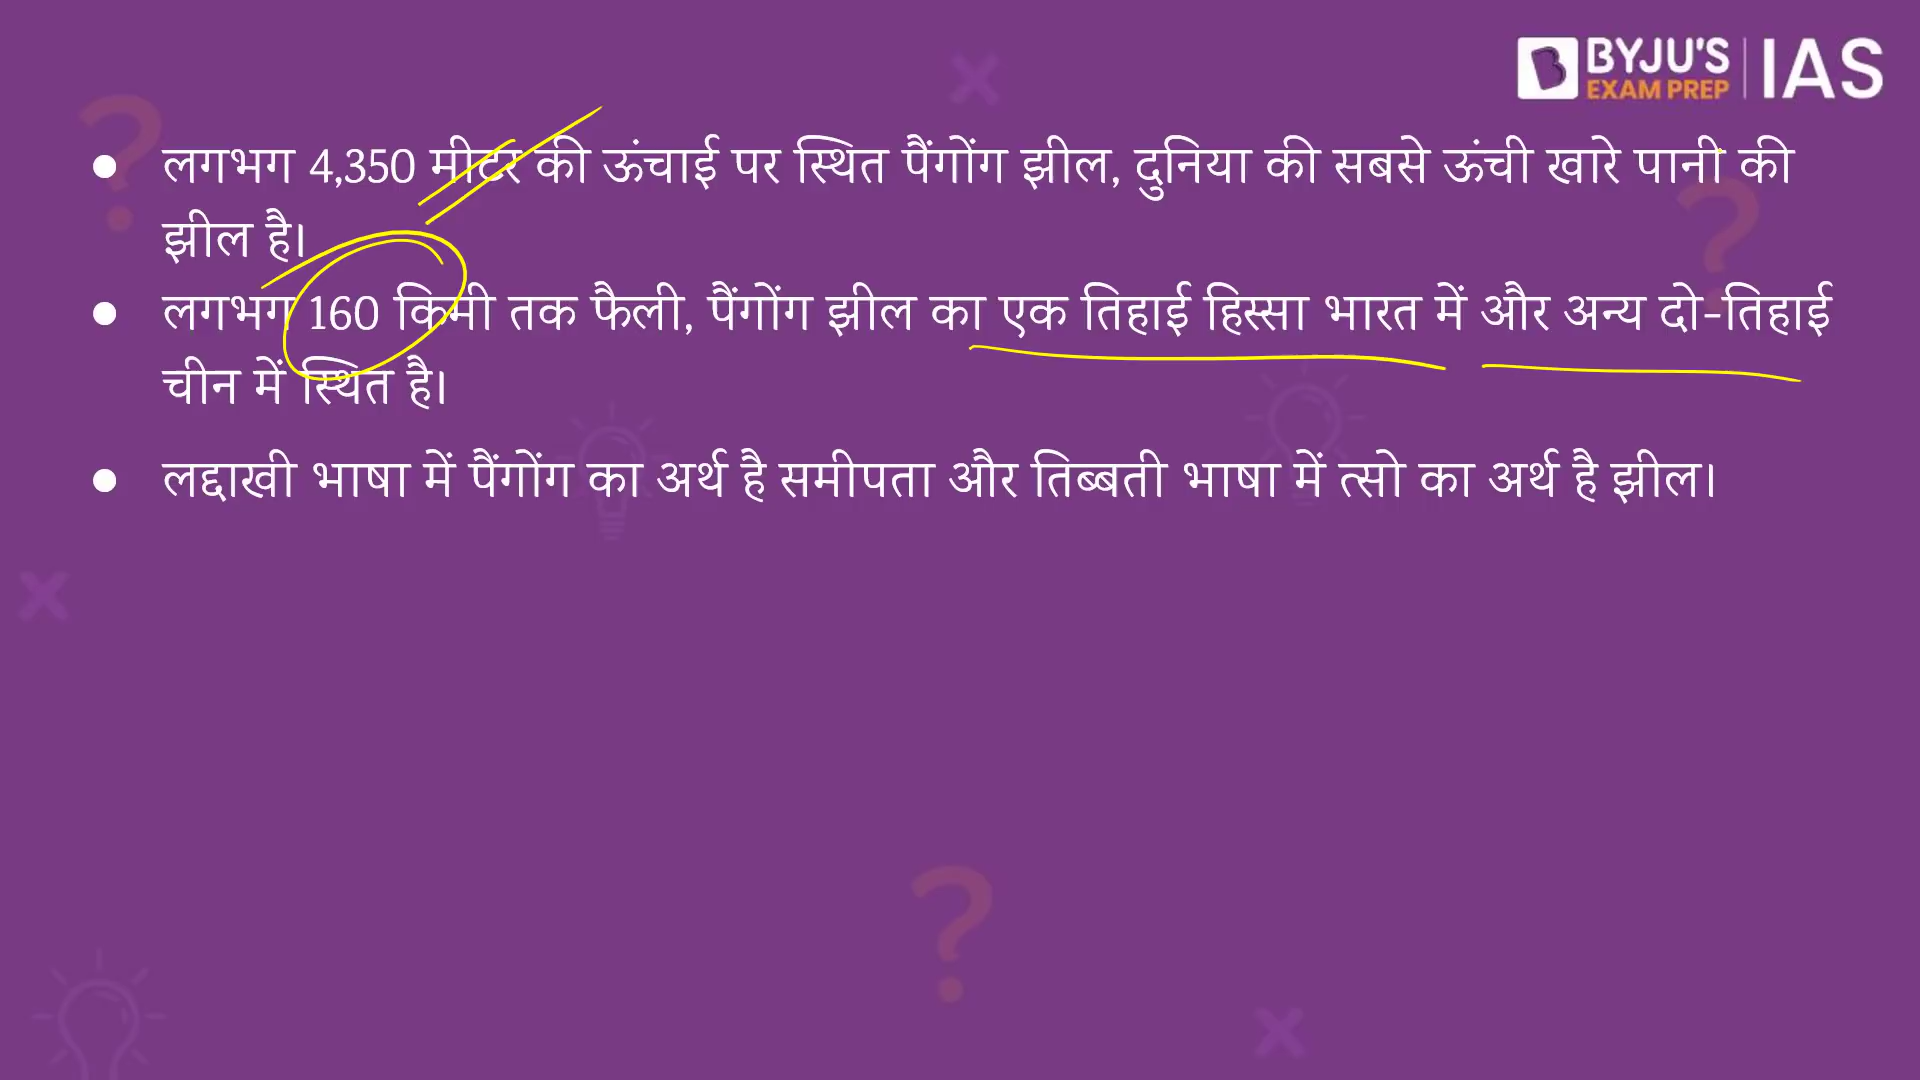 BYJU'S
EXAM PREP
IAS
● लगभग 4,350 मीटर की ऊंचाई पर स्थित पैंगोंग झील, दुनिया की सबसे ऊंची खारे पानी की
झील है।
● लगभग 160 किमी तक फैली, पैंगोंग झील का एक तिहाई हिस्सा भारत में और अन्य दो-तिहाई
चीन में स्थित है।
● लद्दाखी भाषा में पैंगोंग का अर्थ है समीपता और तिब्बती भाषा में त्सो का अर्थ है झील।